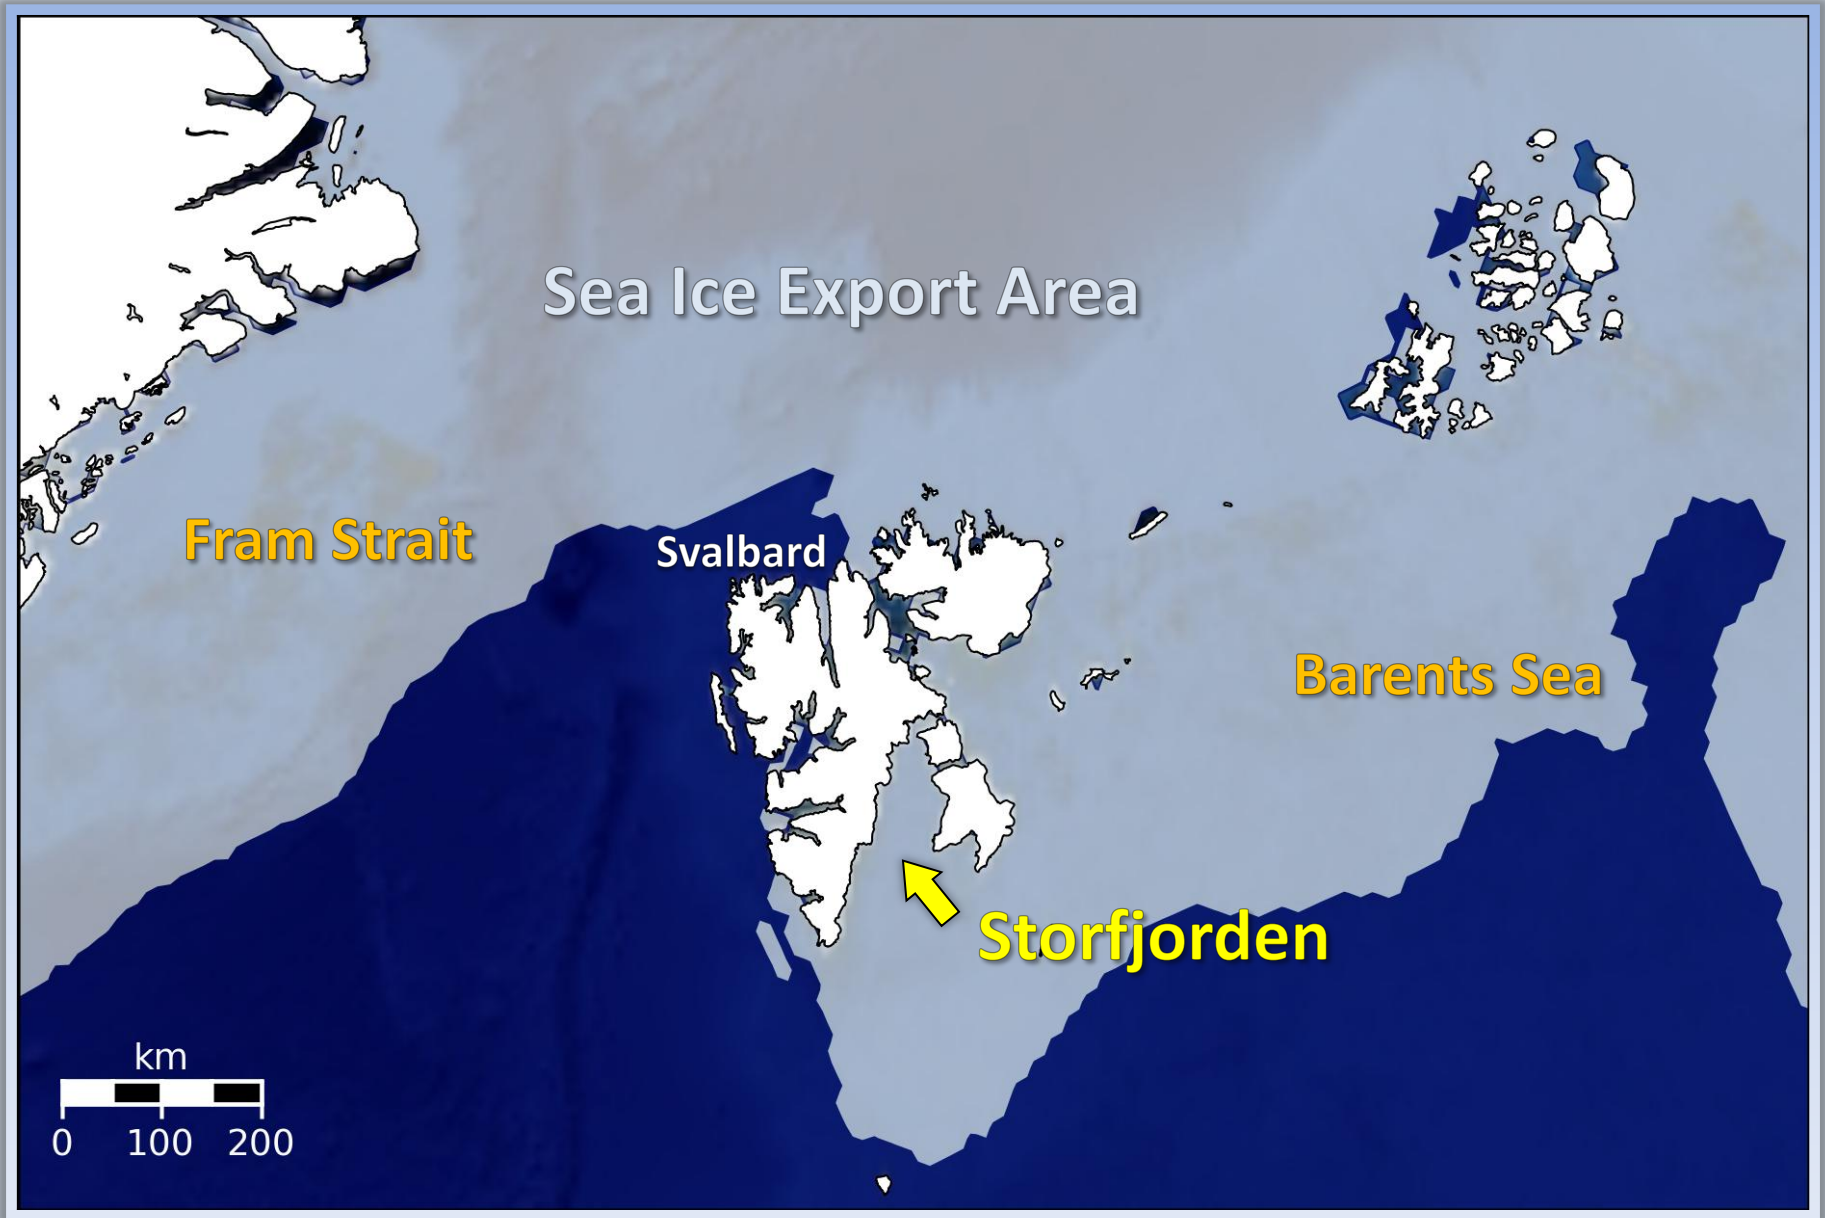 Sea Ice Export Area
Fram Strait
Svalbard
Barents Sea
Storfjorden
km
0 100 200